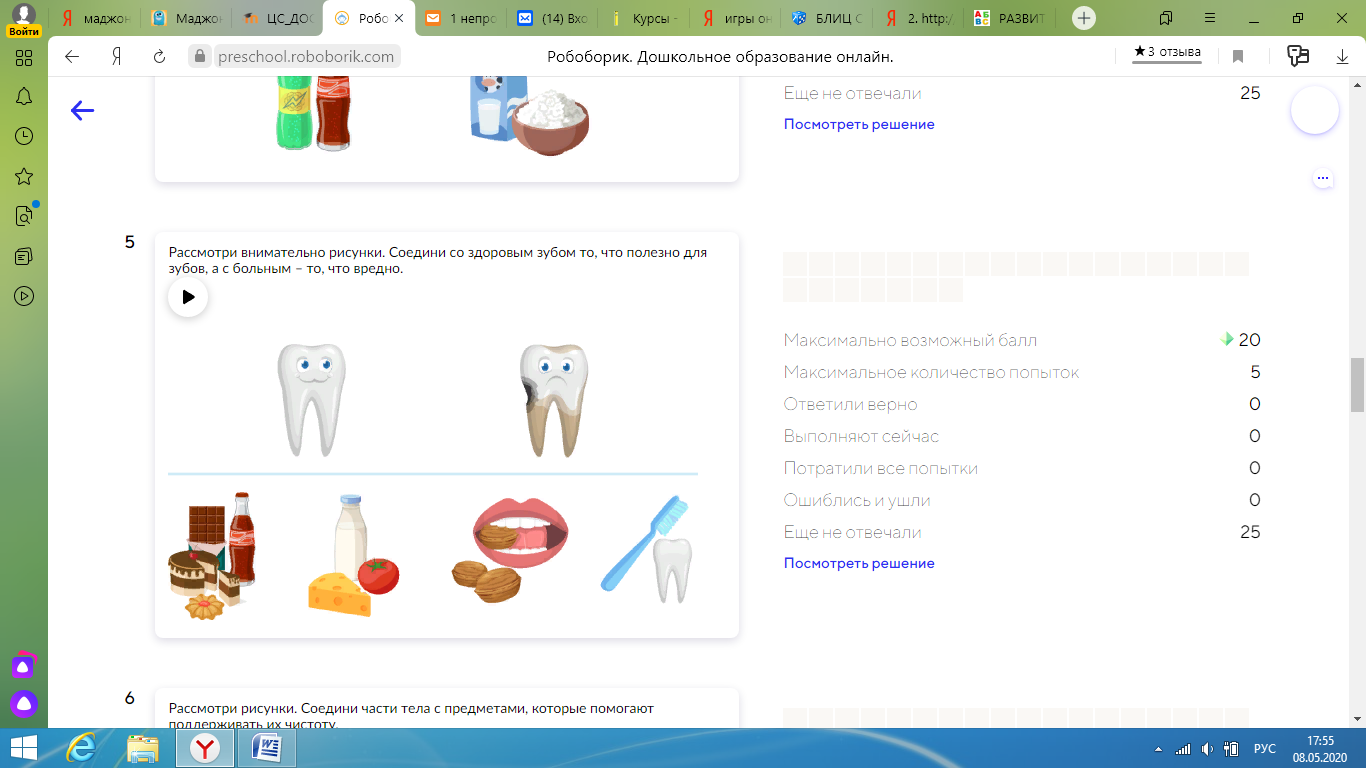 маджон
Маджо
ЦС_ДОС
Робо
1 непро
(14) Вхо
Курсы -
игры он
БЛИЦ С
2. http:/
РАЗВИТ
Войти
preschool.roboborik.com
Робоборик. Дошкольное образование онлайн.
★3 отзыва
Еще не отвечали 25
Посмотреть решение
5
Рассмотри внимательно рисунки. Соедини со здоровым зубом то, что полезно для
зубов, а с больным – то, что вредно.
Максимально возможный балл 20
Максимальное количество попыток 5
Ответили верно 0
Выполняют сейчас 0
Потратили все попытки 0
Ошиблись и ушли 0
Еще не отвечали 25
Посмотреть решение
6
Рассмотри рисунки. Соедини части тела с предметами, которые помогают
поддерживать их чистоту.
РУС
17:55
08.05.2020